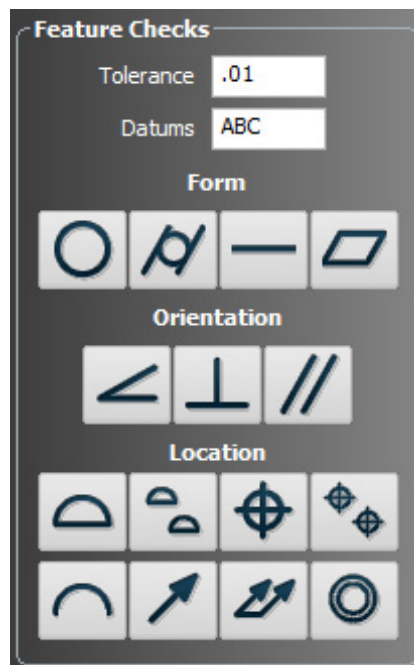 Feature Checks
Tolerance .01
Datums ABC
Form
Orientation
Location